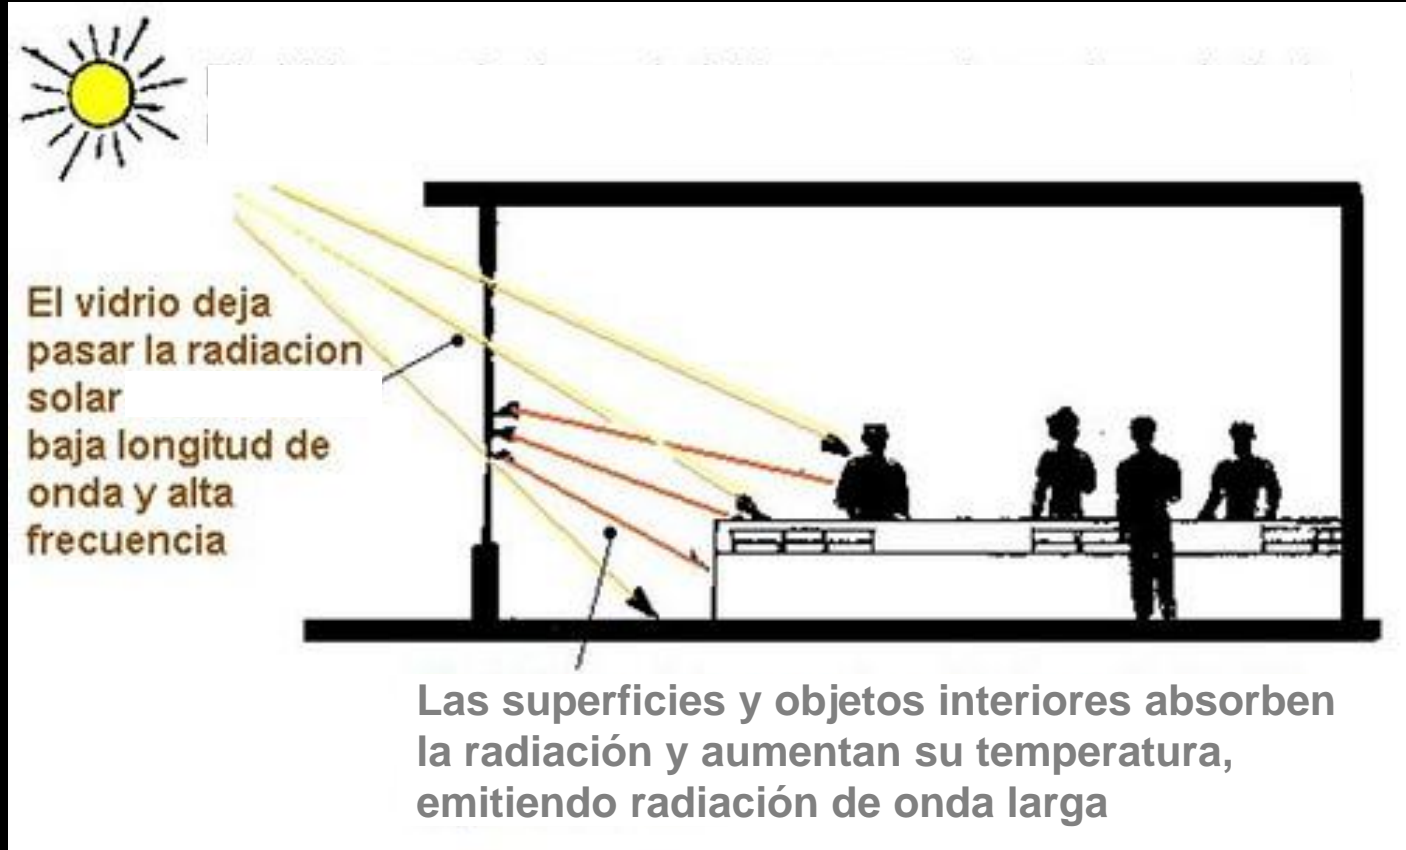 El vidrio deja
pasar la radiacion
solar
baja longitud de
onda y alta
frecuencia
Las superficies y objetos interiores absorben
la radiación y aumentan su temperatura,
emitiendo radiación de onda larga